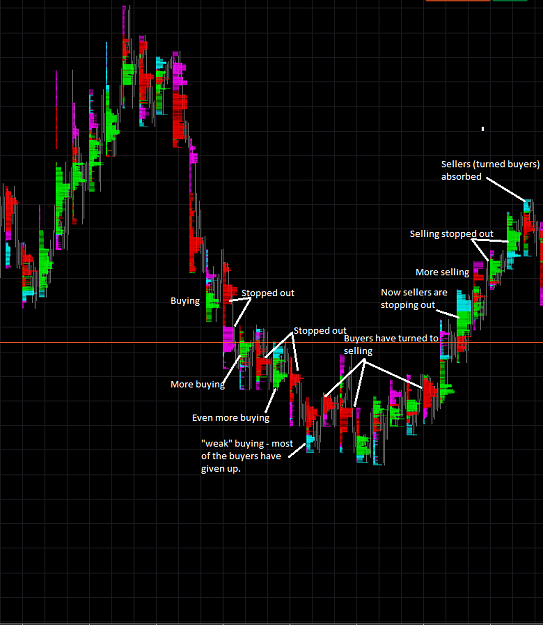 Sellers (turned buyers)
absorbed
Selling stopped out
More selling
Now sellers are
stopping out
Buying
Stopped out
Stopped out
Buyers have turned to
selling
More buying
Even more buying
"weak" buying - most
of the buyers have
given up.